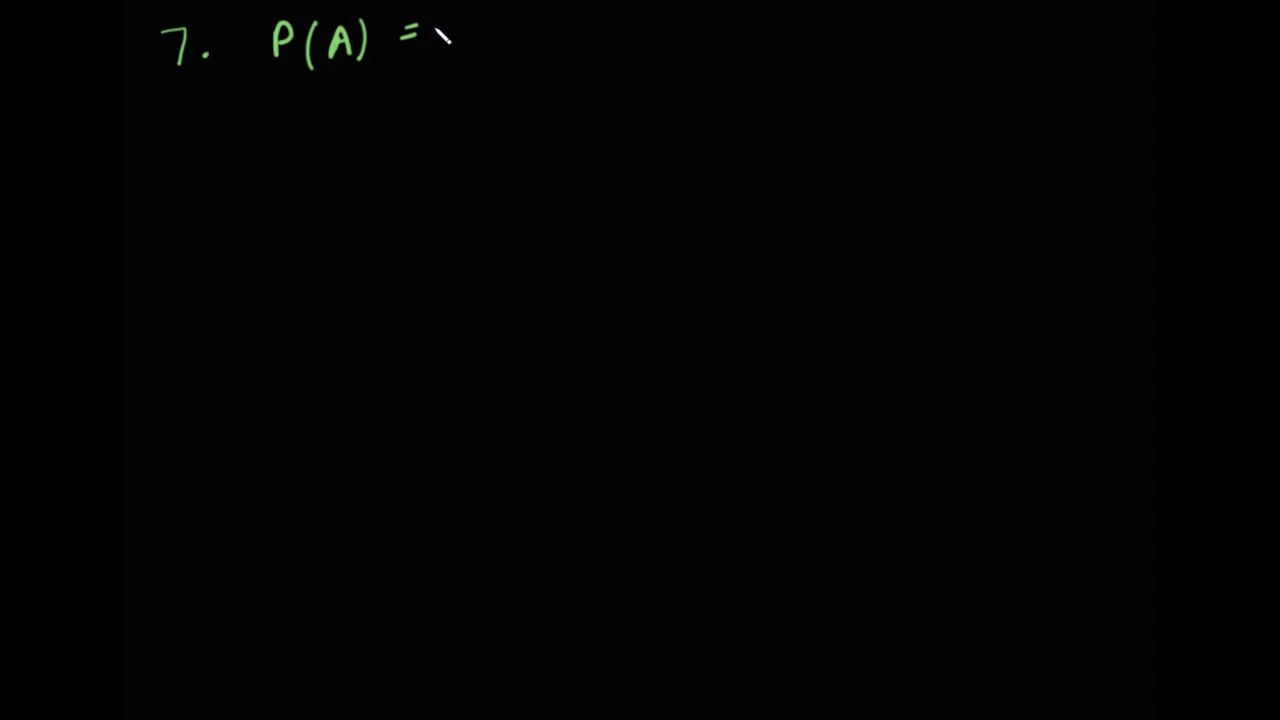 7. P(A) =